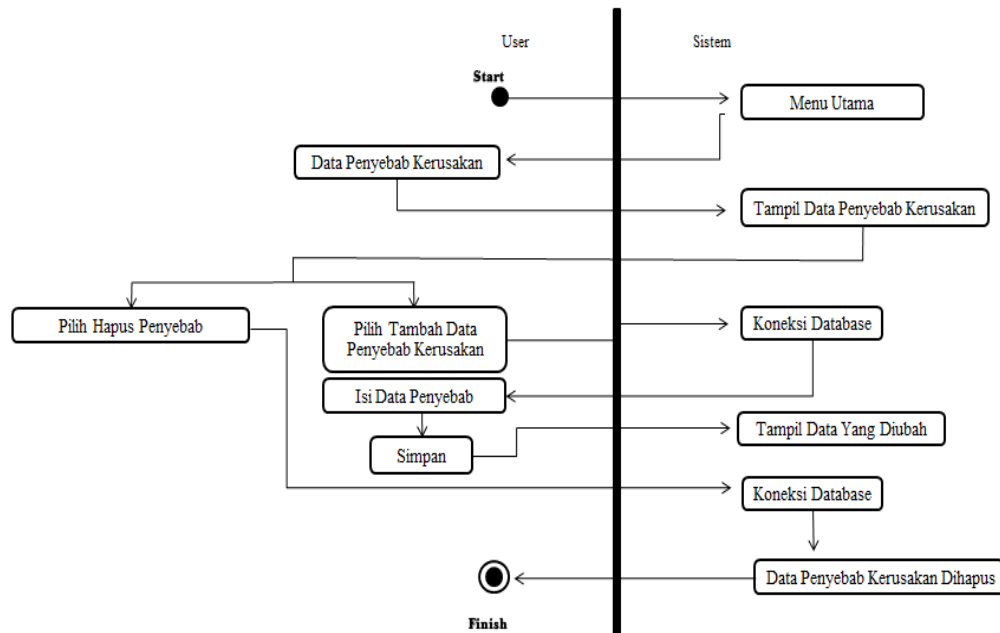 User
Sistem
Start
Menu Utama
Data Penyebab Kerusakan
Tampil Data Penyebab Kerusakan
Pilih Hapus Penyebab
Pilih Tambah Data
Penyebab Kerusakan
Koneksi Database
Isi Data Penyebab
Tampil Data Yang Diubah
Simpan
Koneksi Database
Data Penyebab Kerusakan Dihapus
Finish